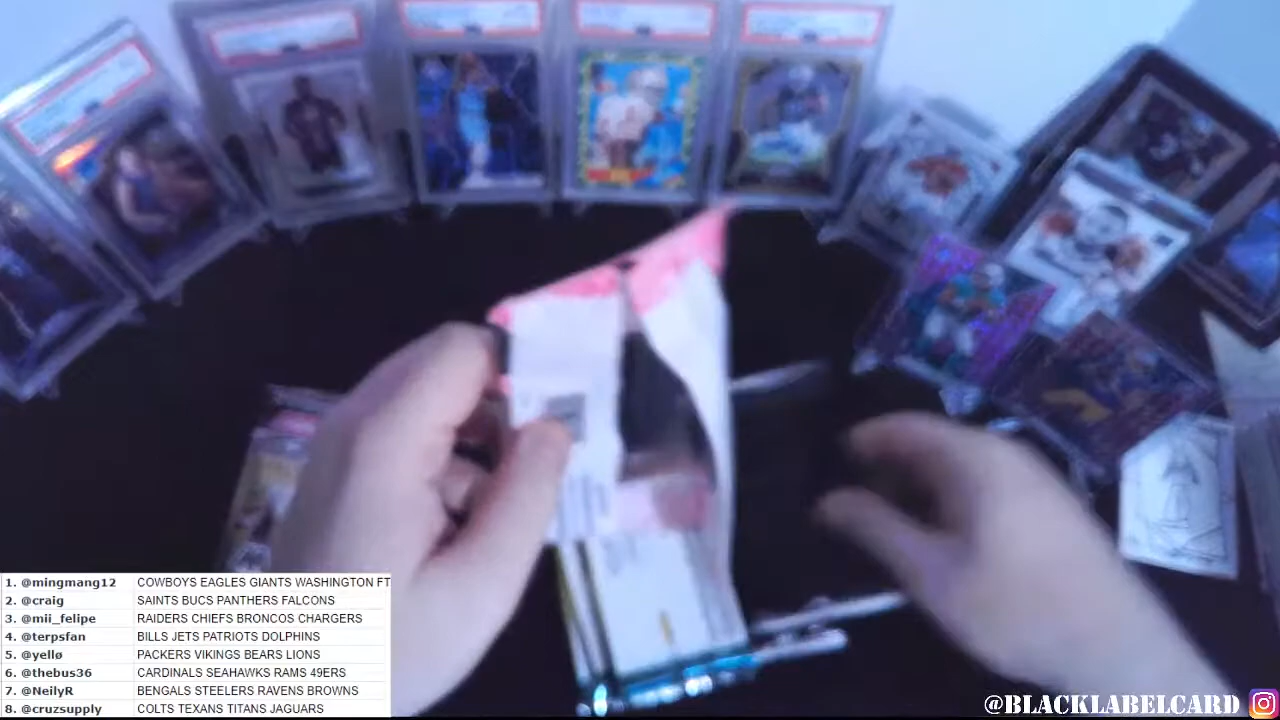 1. @mingmang12 COWBOYS EAGLES GIANTS WASHINGTON FT
2. @craig SAINTS BUCS PANTHERS FALCONS
3. @mii_felipe RAIDERS CHIEFS BRONCOS CHARGERS
4. @terpsfan BILLS JETS PATRIOTS DOLPHINS
5. @yellø PACKERS VIKINGS BEARS LIONS
6. @thebus36 CARDINALS SEAHAWKS RAMS 49ERS
7. @NeilyR BENGALS STEELERS RAVENS BROWNS
8. @cruzsupply COLTS TEXANS TITANS JAGUARS
@BLACKLABELCARD